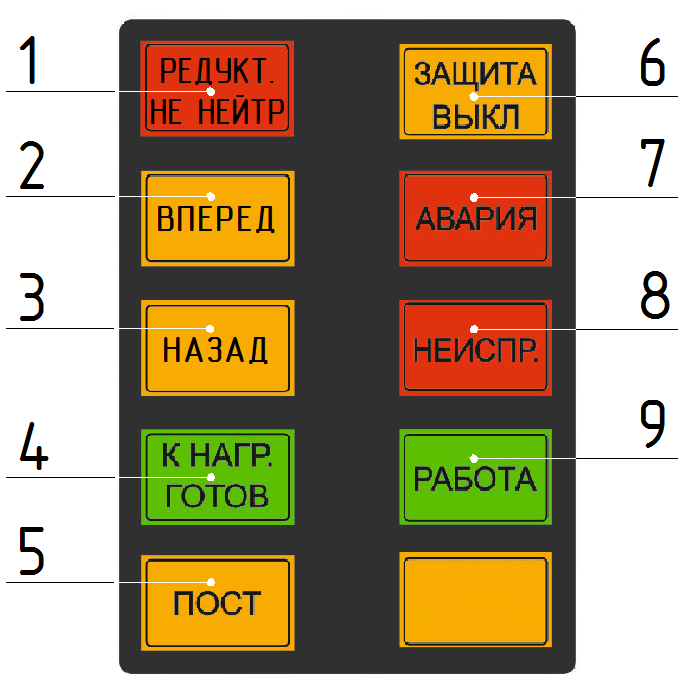 1
РЕДУКТ.
НЕ НЕЙТР
2
ВПЕРЕД
3
НАЗАД
4
К НАГР.
ГОТОВ
5
ПОСТ
6
ЗАЩИТА
ВЫКЛ
7
АВАРИЯ
8
НЕИСПР.
9
РАБОТА